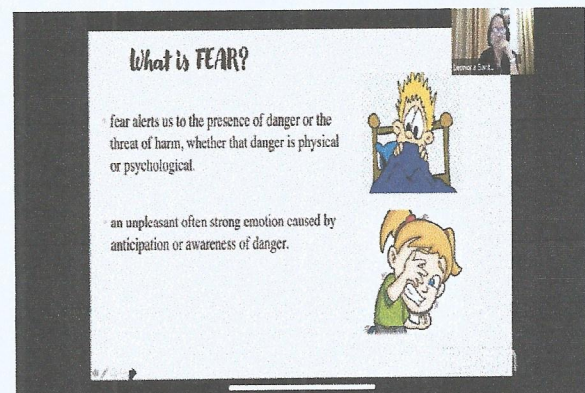 What is FEAR?
fear alerts us to the presence of danger or the
threat of harm, whether that danger is physical
or psychological.
an unpleasant often strong emotion caused by
anticipation or awareness of danger.